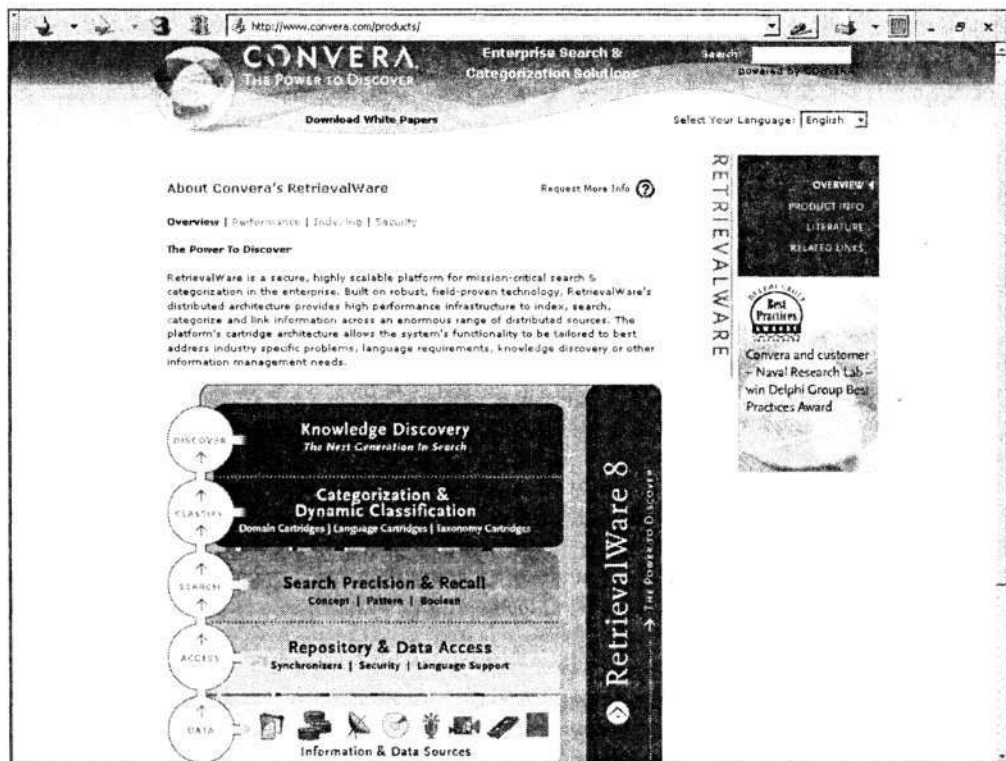 http://www.convera.com/products/
CONVERA
THE POWER TO DISCOVER
Enterprise Search &
Categorization Solutions
Search:
powered by CONVERA
Download White Papers
Select Your Language: English
About Convera's RetrievalWare
Request More Info ?
Overview | Performance | Indexing | Security
The Power To Discover
RetrievalWare is a secure, highly scalable platform for mission-critical search &
categorization in the enterprise. Built on robust, field-proven technology, RetrievalWare's
distributed architecture provides high performance infrastructure to index, search,
categorize and link information across an enormous range of distributed sources. The
platform's cartridge architecture allows the system's functionality to be tailored to best
address industry specific problems, language requirements, knowledge discovery or other
information management needs.
RETRIEVALWARE
OVERVIEW
PRODUCT INFO
LITERATURE
RELATED LINKS
DELPHI GROUP
Best
Practices
AWARDS
Convera and customer
– Naval Research Lab –
win Delphi Group Best
Practices Award
DISCOVER
Knowledge Discovery
The Next Generation In Search
CLASSIFY
Categorization &
Dynamic Classification
Domain Cartridges | Language Cartridges | Taxonomy Cartridges
SEARCH
Search Precision & Recall
Concept | Pattern | Boolean
ACCESS
Repository & Data Access
Synchronizers | Security | Language Support
DATA
Information & Data Sources
RetrievalWare 8
THE POWER TO DISCOVER